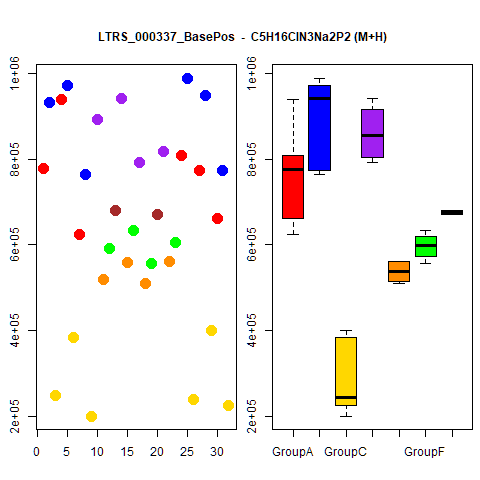 LTRS_000337_BasePos - C5H16ClN3Na2P2 (M+H)
1e+06
8e+05
6e+05
4e+05
2e+05
0 5 10 15 20 25 30
1e+06
8e+05
6e+05
4e+05
2e+05
GroupA GroupC GroupF